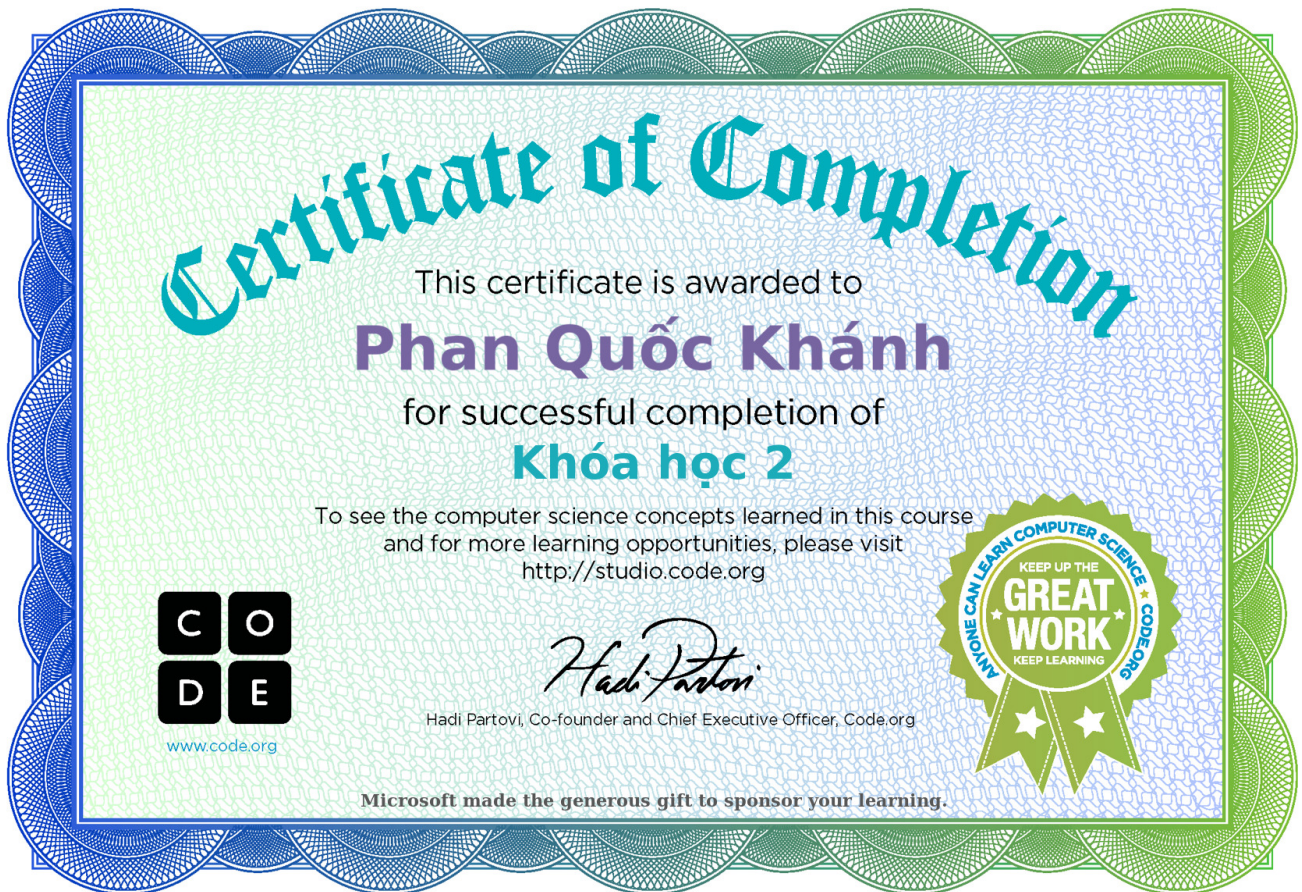 Certificate of Completion
This certificate is awarded to
Phan Quốc Khánh
for successful completion of
Khóa học 2
To see the computer science concepts learned in this course
and for more learning opportunities, please visit
http://studio.code.org
C O
D E
www.code.org
Hadi Partovi
Hadi Partovi, Co-founder and Chief Executive Officer, Code.org
ANYONE CAN LEARN COMPUTER SCIENCE ★ CODE.ORG
KEEP UP THE
GREAT
WORK
KEEP LEARNING
Microsoft made the generous gift to sponsor your learning.